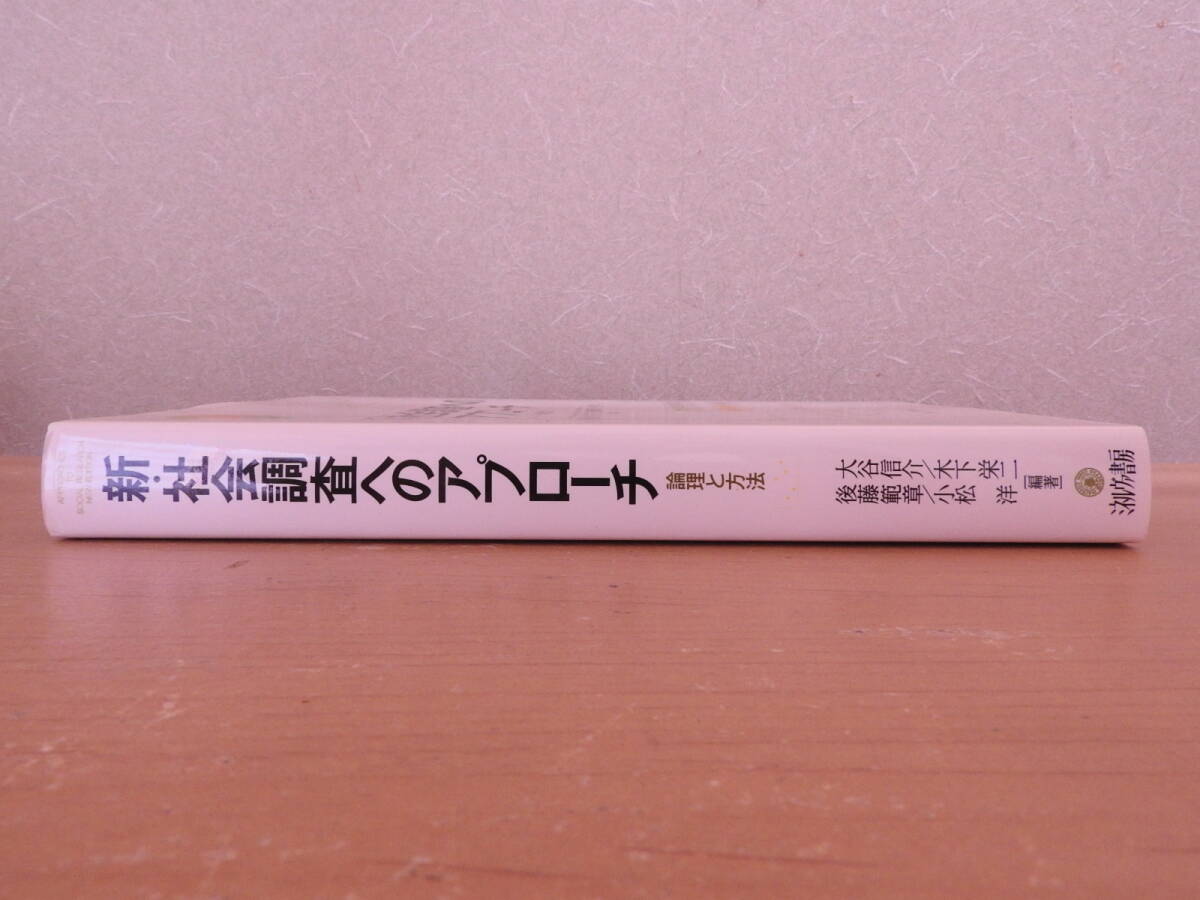 新・社会調査へのアプローチ
論理と方法
大谷信介／木下栄二
後藤範章／小松 洋
[編著]
ミネルヴァ書房